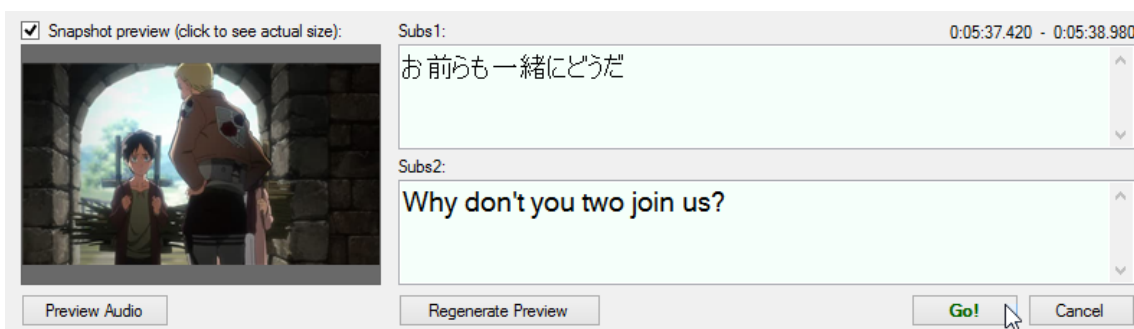 Snapshot preview (click to see actual size):
Subs1:
0:05:37.420 - 0:05:38.980
お前らも一緒にどうだ
Subs2:
Why don't you two join us?
Preview Audio
Regenerate Preview
Go!
Cancel